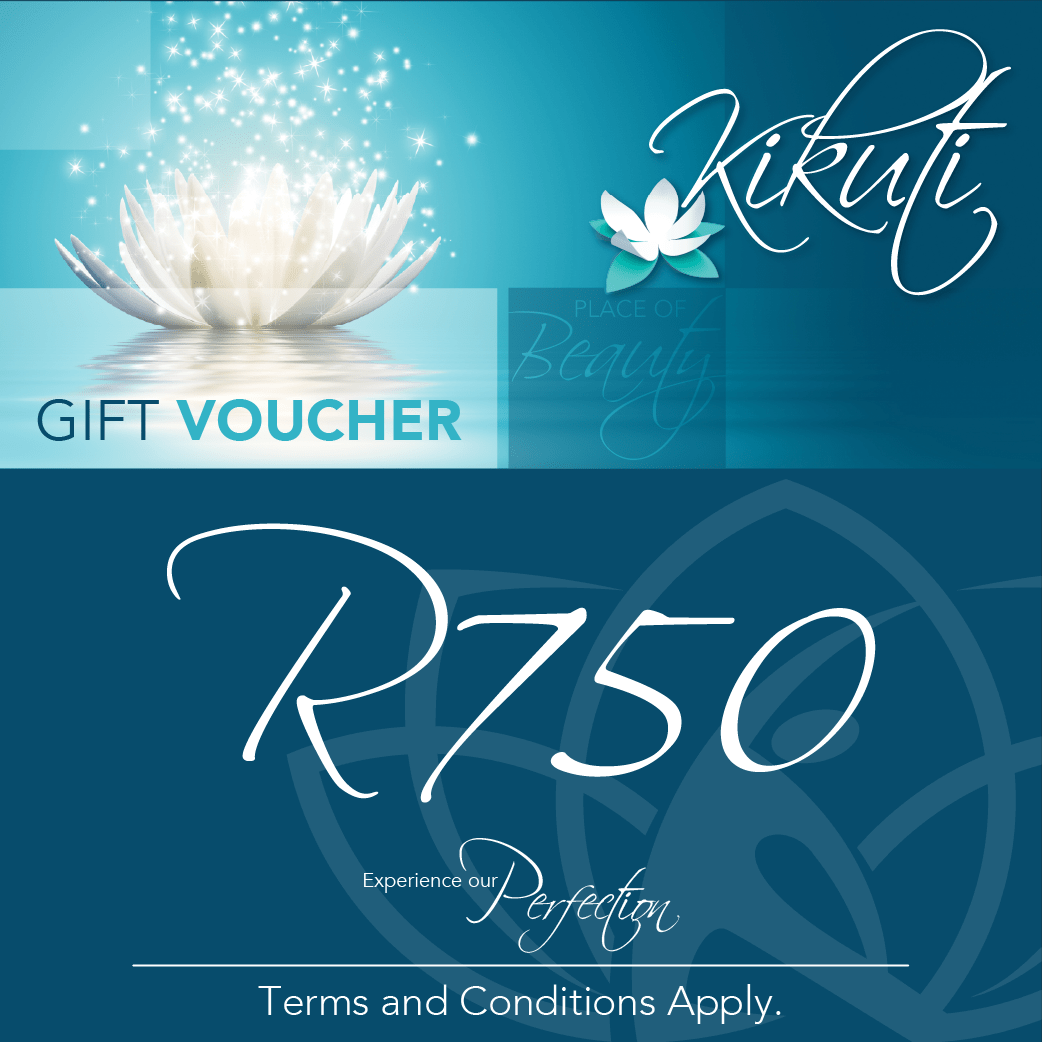 Kikuti
PLACE OF
Beauty
GIFT VOUCHER
R750
Experience our Perfection
Terms and Conditions Apply.